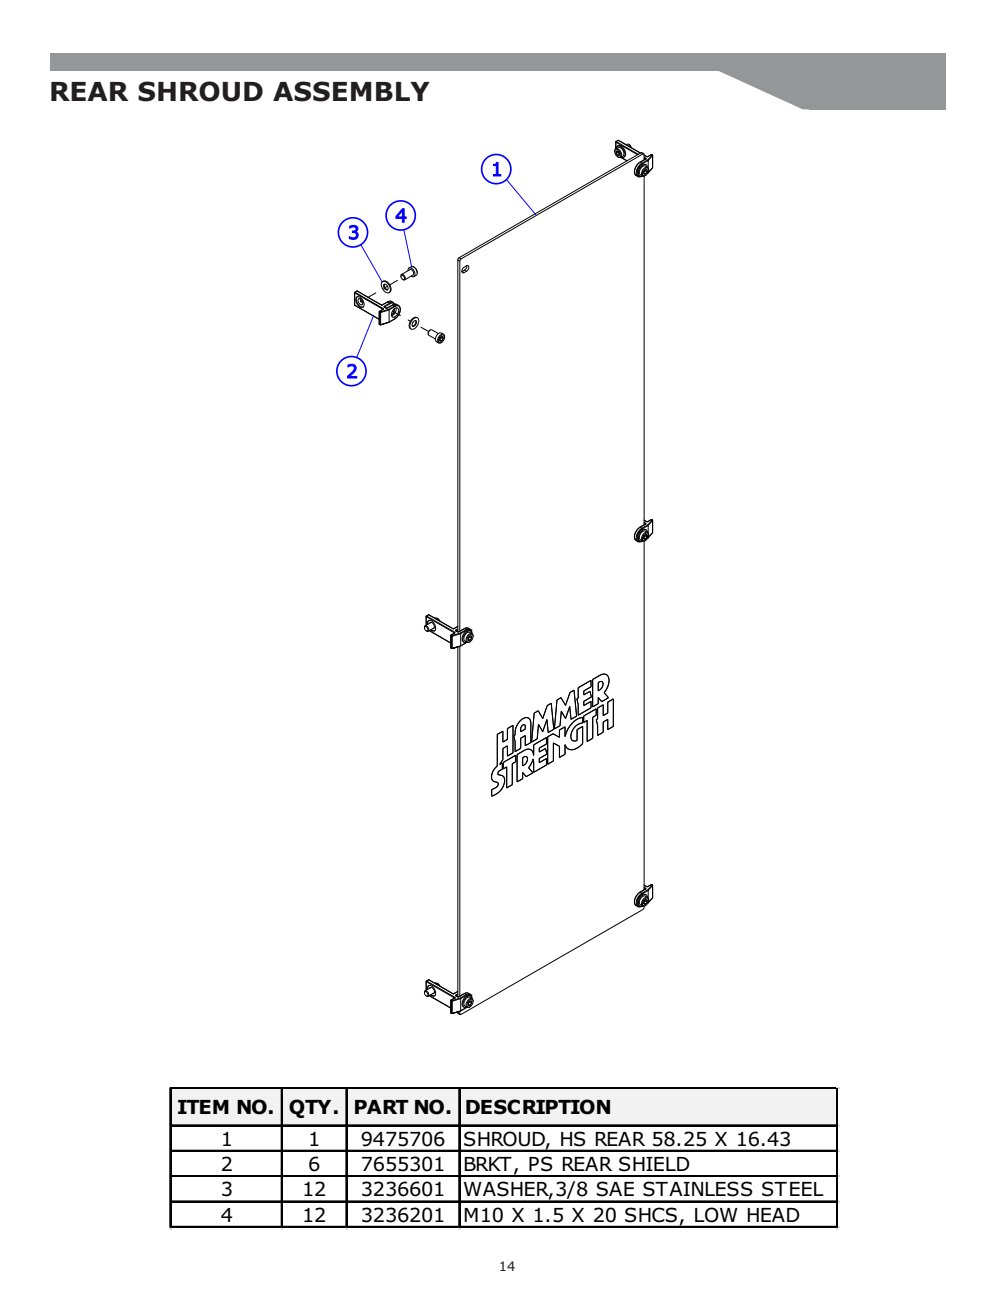 REAR SHROUD ASSEMBLY
1
4
3
2
HAMMER
STRENGTH
ITEM NO. QTY. PART NO. DESCRIPTION
1 1 9475706 SHROUD, HS REAR 58.25 X 16.43
2 6 7655301 BRKT, PS REAR SHIELD
3 12 3236601 WASHER,3/8 SAE STAINLESS STEEL
4 12 3236201 M10 X 1.5 X 20 SHCS, LOW HEAD
14